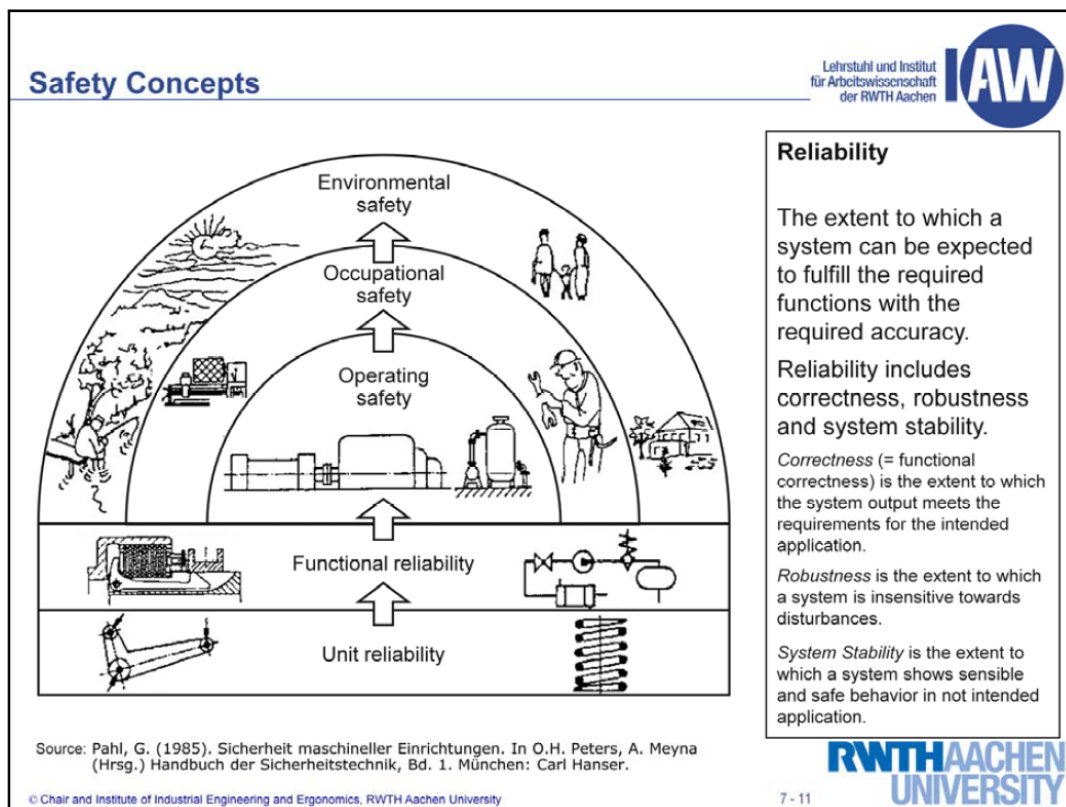 Safety Concepts
Lehrstuhl und Institut
für Arbeitswissenschaft
der RWTH Aachen
IAW
Environmental
safety
Occupational
safety
Operating
safety
Functional reliability
Unit reliability
Reliability
The extent to which a
system can be expected
to fulfill the required
functions with the
required accuracy.
Reliability includes
correctness, robustness
and system stability.
Correctness (= functional
correctness) is the extent to which
the system output meets the
requirements for the intended
application.
Robustness is the extent to which
a system is insensitive towards
disturbances.
System Stability is the extent to
which a system shows sensible
and safe behavior in not intended
application.
Source: Pahl, G. (1985). Sicherheit maschineller Einrichtungen. In O.H. Peters, A. Meyna
(Hrsg.) Handbuch der Sicherheitstechnik, Bd. 1. München: Carl Hanser.
© Chair and Institute of Industrial Engineering and Ergonomics, RWTH Aachen University
7 - 11
RWTH AACHEN
UNIVERSITY